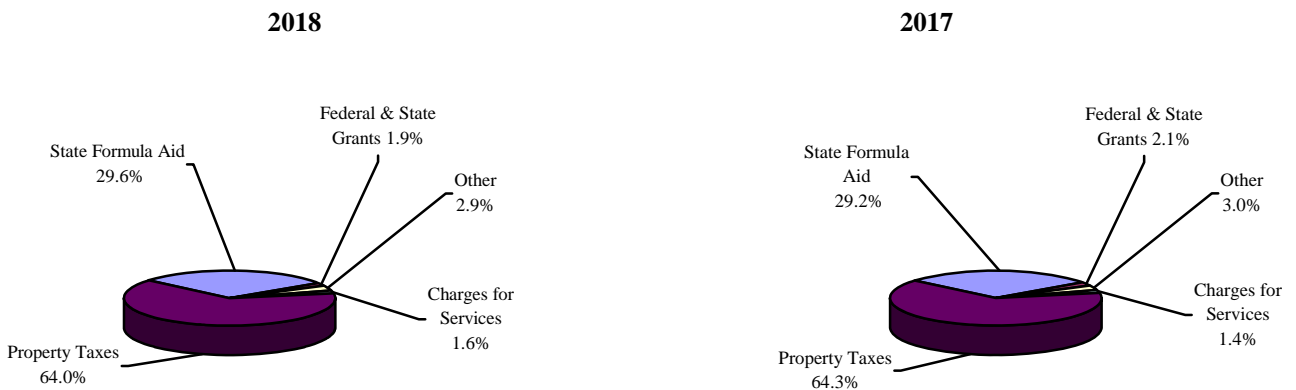 2018
Federal & State
Grants 1.9%
State Formula Aid
29.6%
Other
2.9%
Charges for
Services
1.6%
Property Taxes
64.0%
2017
Federal & State
Grants 2.1%
State Formula
Aid
29.2%
Other
3.0%
Charges for
Services
1.4%
Property Taxes
64.3%